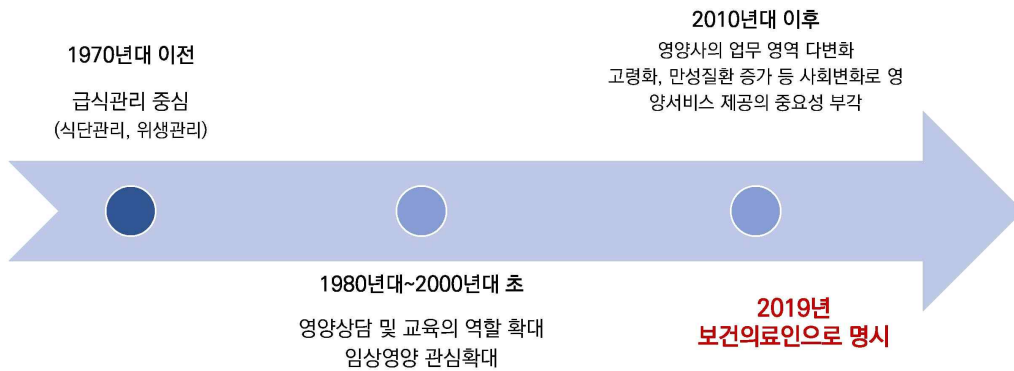 1970년대 이전
급식관리 중심
(식단관리, 위생관리)
1980년대~2000년대 초
영양상담 및 교육의 역할 확대
임상영양 관심확대
2010년대 이후
영양사의 업무 영역 다변화
고령화, 만성질환 증가 등 사회변화로 영
양서비스 제공의 중요성 부각
2019년
보건의료인으로 명시